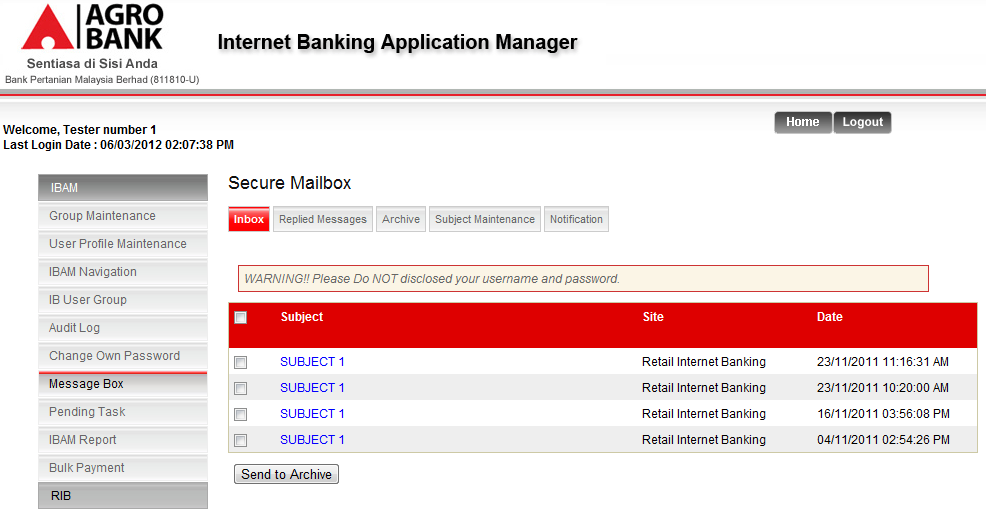 AGRO
BANK
Sentiasa di Sisi Anda
Bank Pertanian Malaysia Berhad (811810-U)
Internet Banking Application Manager
Welcome, Tester number 1
Last Login Date : 06/03/2012 02:07:38 PM
Home Logout
IBAM
Group Maintenance
User Profile Maintenance
IBAM Navigation
IB User Group
Audit Log
Change Own Password
Message Box
Pending Task
IBAM Report
Bulk Payment
RIB
Secure Mailbox
Inbox Replied Messages Archive Subject Maintenance Notification
WARNING!! Please Do NOT disclosed your username and password.
Subject Site Date
SUBJECT 1 Retail Internet Banking 23/11/2011 11:16:31 AM
SUBJECT 1 Retail Internet Banking 23/11/2011 10:20:00 AM
SUBJECT 1 Retail Internet Banking 16/11/2011 03:56:08 PM
SUBJECT 1 Retail Internet Banking 04/11/2011 02:54:26 PM
Send to Archive